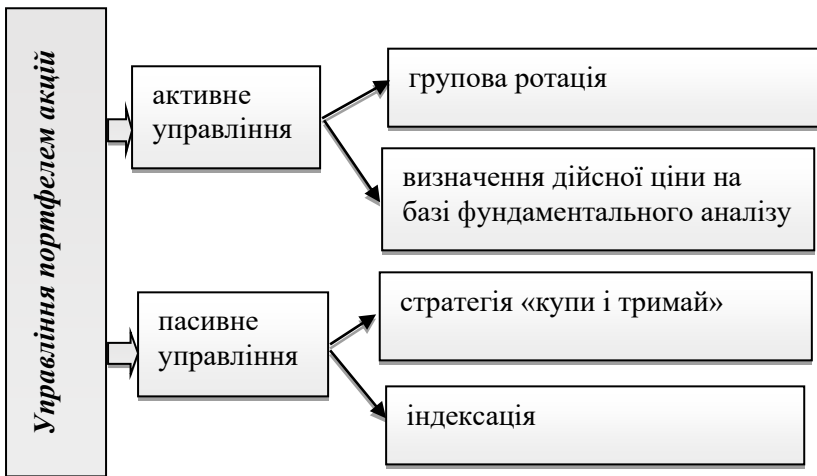 Управління портфелем акцій
активне
управління
групова ротація
визначення дійсної ціни на
базі фундаментального аналізу
пасивне
управління
стратегія «купи і тримай»
індексація